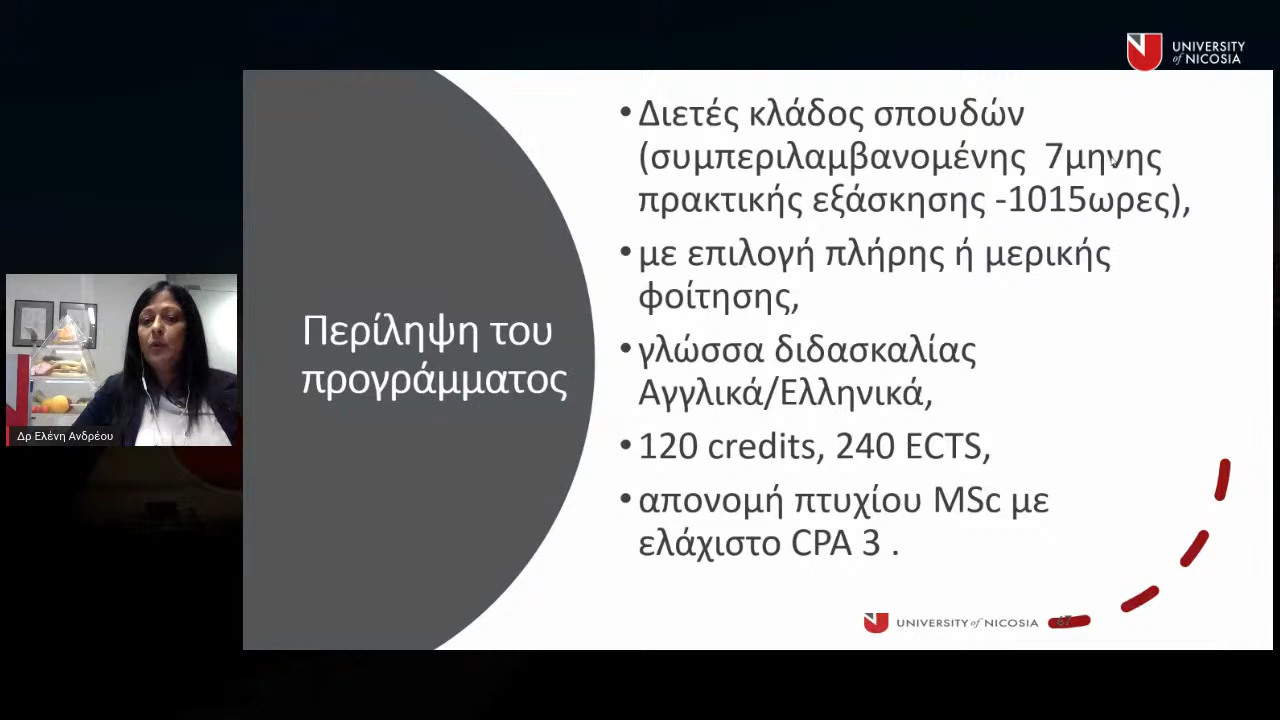 UNIVERSITY
of NICOSIA
• Διετές κλάδος σπουδών
(συμπεριλαμβανομένης 7μηνης
πρακτικής εξάσκησης -1015ωρες),
• με επιλογή πλήρης ή μερικής
φοίτησης,
• γλώσσα διδασκαλίας
Αγγλικά/Ελληνικά,
• 120 credits, 240 ECTS,
• απονομή πτυχίου MSc με
ελάχιστο CPA 3 .
Περίληψη του
προγράμματος
Δρ Ελένη Ανδρέου
UNIVERSITY of NICOSIA
67